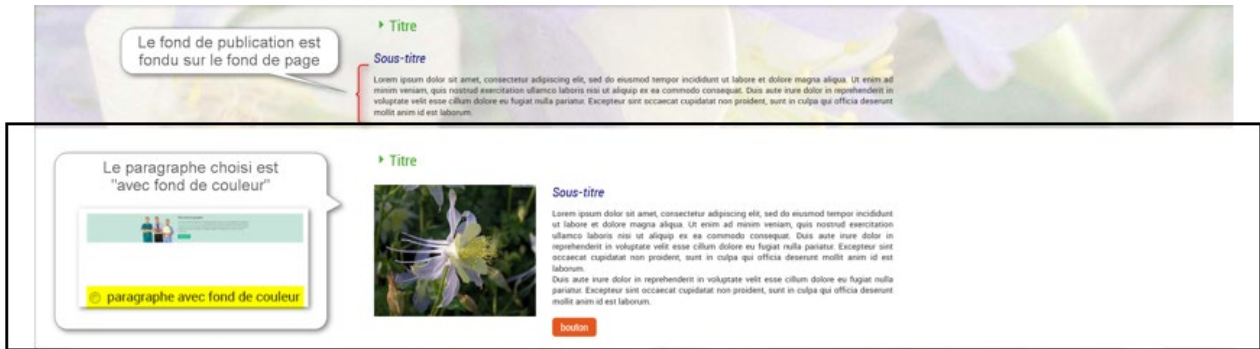 Titre
Le fond de publication est
fondu sur le fond de page
Sous-titre
Lorem ipsum dolor sit amet, consectetur adipiscing elit, sed do eiusmod tempor incididunt ut labore et dolore magna aliqua. Ut enim ad
minim veniam, quis nostrud exercitation ullamco laboris nisi ut aliquip ex ea commodo consequat. Duis aute irure dolor in reprehenderit in
voluptate velit esse cillum dolore eu fugiat nulla pariatur. Excepteur sint occaecat cupidatat non proident, sunt in culpa qui officia deserunt
mollit anim id est laborum.
Le paragraphe choisi est
"avec fond de couleur"
paragraphe avec fond de couleur
Titre
Sous-titre
Lorem ipsum dolor sit amet, consectetur adipiscing elit, sed do eiusmod tempor incididunt
ut labore et dolore magna aliqua. Ut enim ad minim veniam, quis nostrud exercitation
ullamco laboris nisi ut aliquip ex ea commodo consequat. Duis aute irure dolor in
reprehenderit in voluptate velit esse cillum dolore eu fugiat nulla pariatur. Excepteur sint
occaecat cupidatat non proident, sunt in culpa qui officia deserunt mollit anim id est
laborum.
Duis aute irure dolor in reprehenderit in voluptate velit esse cillum dolore eu fugiat nulla
pariatur. Excepteur sint occaecat cupidatat non proident, sunt in culpa qui officia deserunt
mollit anim id est laborum.
bouton